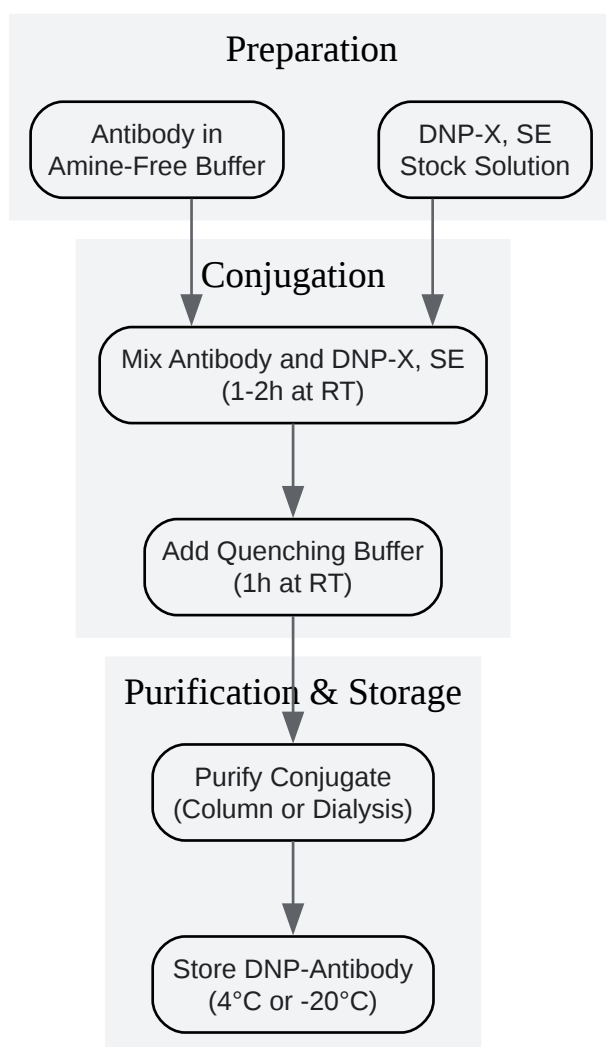 Preparation
Antibody in
Amine-Free Buffer
DNP-X, SE
Stock Solution
Conjugation
Mix Antibody and DNP-X, SE
(1-2h at RT)
Add Quenching Buffer
(1h at RT)
Purification & Storage
Purify Conjugate
(Column or Dialysis)
Store DNP-Antibody
(4°C or -20°C)